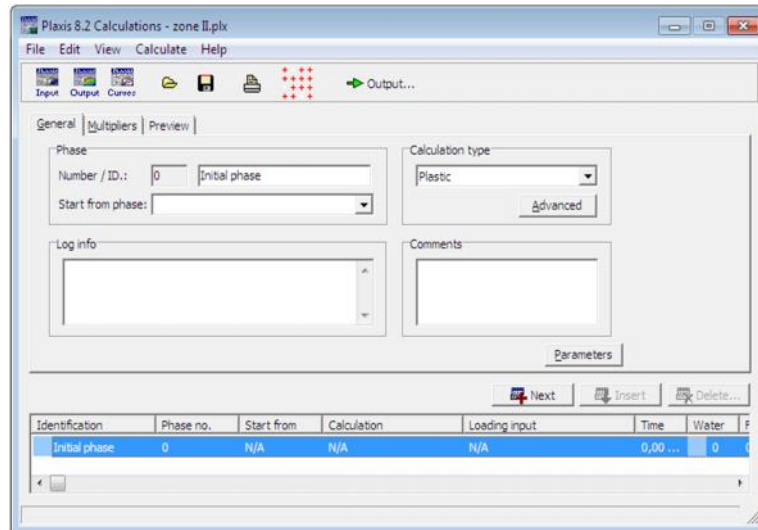 Plaxis 8.2 Calculations - zone II.plx
File Edit View Calculate Help
Input Output Curves Output...
General Multipliers Preview
Phase
Number / ID.: 0 Initial phase
Start from phase:
Calculation type
Plastic
Advanced
Log info
Comments
Parameters
Next Insert Delete...
Identification Phase no. Start from Calculation Loading input Time Water F
Initial phase 0 N/A N/A N/A 0,00 ... 0 0